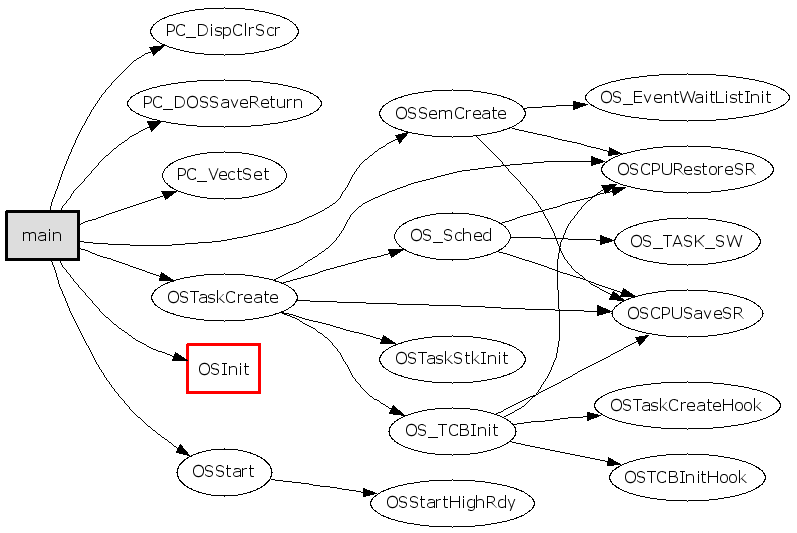 PC_DispClrScr
PC_DOSSaveReturn
OS_EventWaitListInit
OSSemCreate
PC_VectSet
OSCPURestoreSR
main
OS_Sched
OS_TASK_SW
OSTaskCreate
OSCPUSaveSR
OSTaskStkInit
OSInit
OSTaskCreateHook
OS_TCBInit
OSStart
OSTCBInitHook
OSStartHighRdy